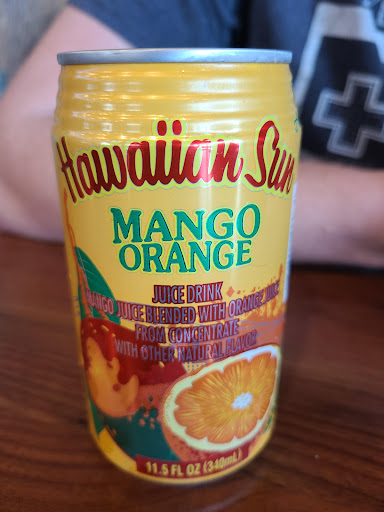 Hawaiian Sun
MANGO
ORANGE
JUICE DRINK
MANGO JUICE BLENDED WITH ORANGE JUICE
FROM CONCENTRATE
WITH OTHER NATURAL FLAVOR
11.5 FL OZ (340mL)